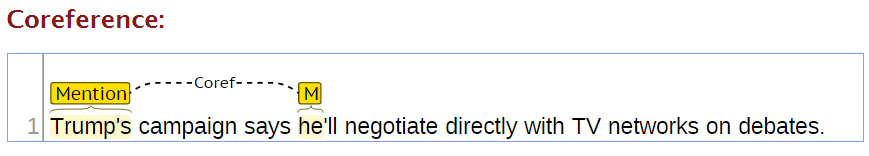 Coreference:
Mention Coref M
1 Trump's campaign says he'll negotiate directly with TV networks on debates.